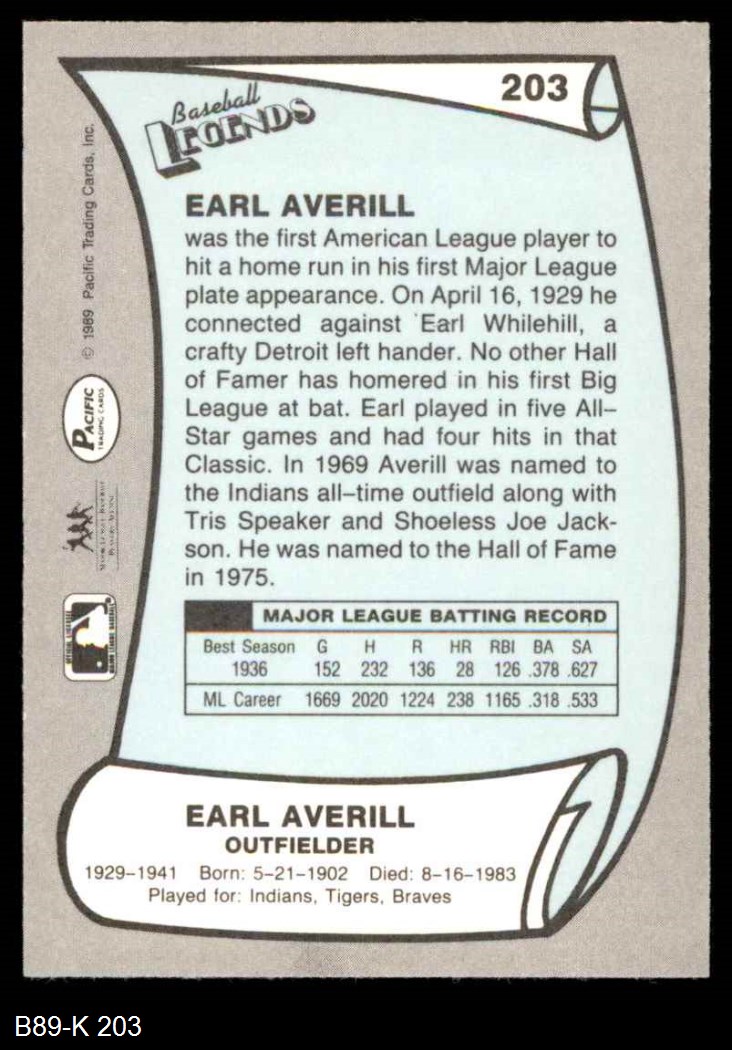 203
Baseball
LEGENDS
EARL AVERILL
was the first American League player to
hit a home run in his first Major League
plate appearance. On April 16, 1929 he
connected against Earl Whilehill, a
crafty Detroit left hander. No other Hall
of Famer has homered in his first Big
League at bat. Earl played in five All–
Star games and had four hits in that
Classic. In 1969 Averill was named to
the Indians all–time outfield along with
Tris Speaker and Shoeless Joe Jack-
son. He was named to the Hall of Fame
in 1975.
MAJOR LEAGUE BATTING RECORD
Best Season G H R HR RBI BA SA
1936 152 232 136 28 126 .378 .627
ML Career 1669 2020 1224 238 1165 .318 .533
EARL AVERILL
OUTFIELDER
1929–1941 Born: 5–21–1902 Died: 8–16–1983
Played for: Indians, Tigers, Braves
© 1989 Pacific Trading Cards, Inc.
PACIFIC
TRADING CARDS
B89-K 203